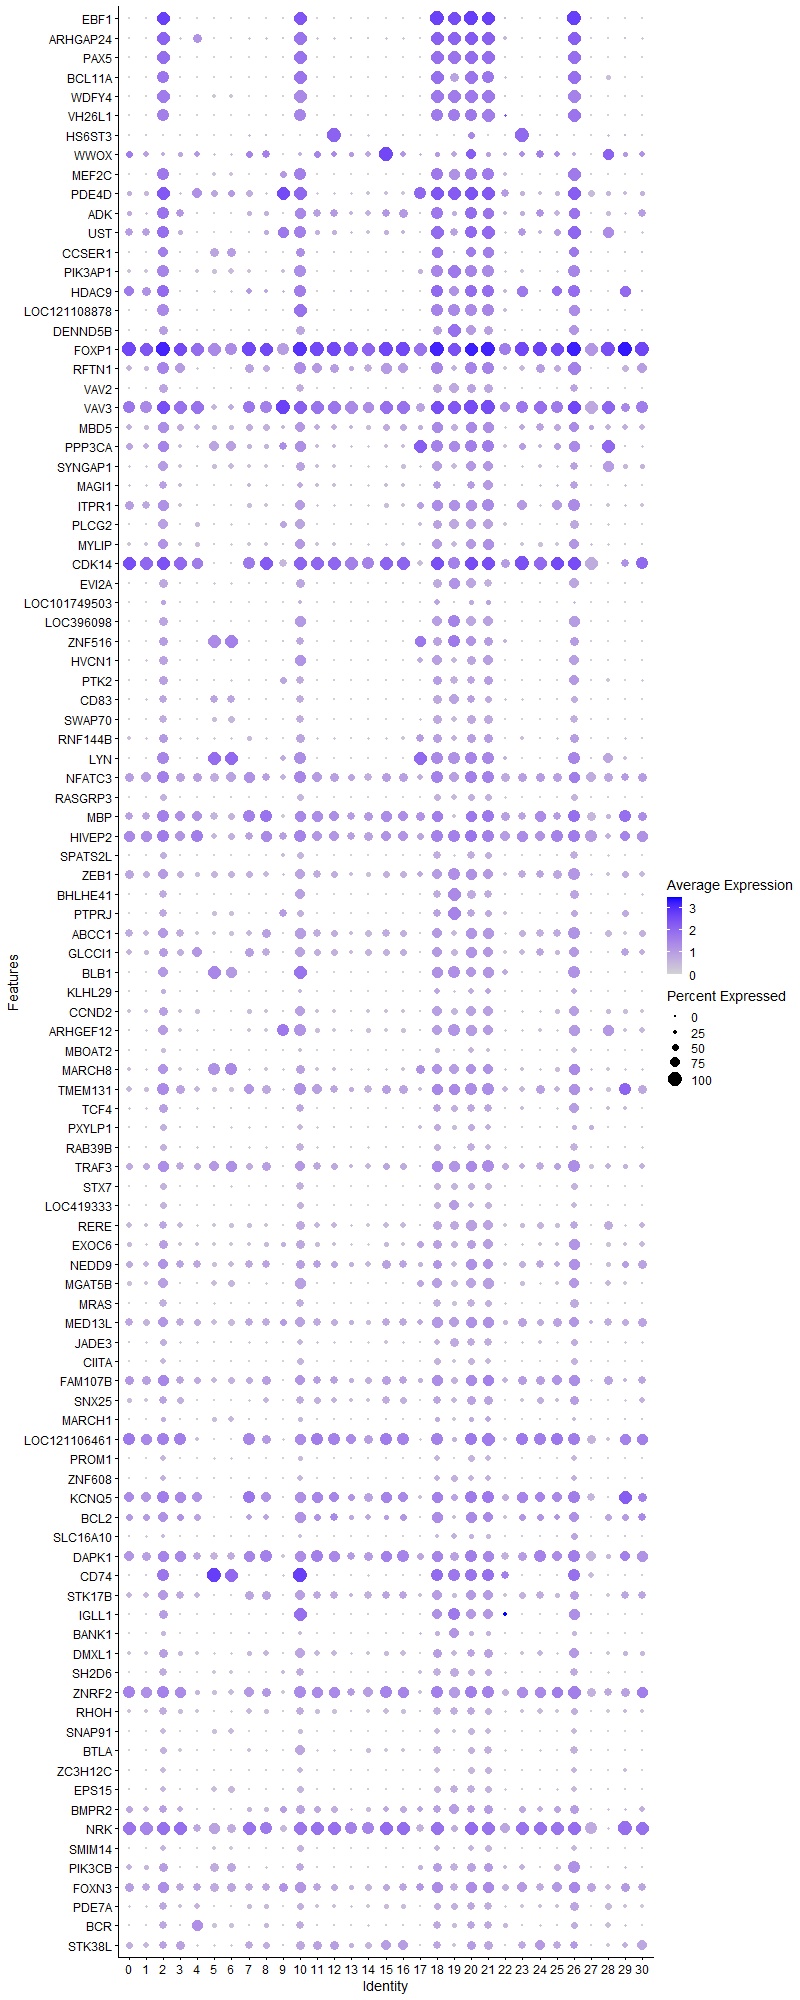 EBF1
ARHGAP24
PAX5
BCL11A
WDFY4
VH26L1
HS6ST3
WWOX
MEF2C
PDE4D
ADK
UST
CCSER1
PIK3AP1
HDAC9
LOC121108878
DENND5B
FOXP1
RFTN1
VAV2
VAV3
MBD5
PPP3CA
SYNGAP1
MAGI1
ITPR1
PLCG2
MYLIP
CDK14
EVI2A
LOC101749503
LOC396098
ZNF516
HVCN1
PTK2
CD83
SWAP70
RNF144B
LYN
NFATC3
RASGRP3
MBP
HIVEP2
SPATS2L
ZEB1
BHLHE41
PTPRJ
ABCC1
GLCCI1
BLB1
KLHL29
CCND2
ARHGEF12
MBOAT2
MARCH8
TMEM131
TCF4
PXYLP1
RAB39B
TRAF3
STX7
LOC419333
RERE
EXOC6
NEDD9
MGAT5B
MRAS
MED13L
JADE3
CIITA
FAM107B
SNX25
MARCH1
LOC121106461
PROM1
ZNF608
KCNQ5
BCL2
SLC16A10
DAPK1
CD74
STK17B
IGLL1
BANK1
DMXL1
SH2D6
ZNRF2
RHOH
SNAP91
BTLA
ZC3H12C
EPS15
BMPR2
NRK
SMIM14
PIK3CB
FOXN3
PDE7A
BCR
STK38L
Features
0 1 2 3 4 5 6 7 8 9 10 11 12 13 14 15 16 17 18 19 20 21 22 23 24 25 26 27 28 29 30
Identity
Average Expression
3
2
1
0
Percent Expressed
0
25
50
75
100